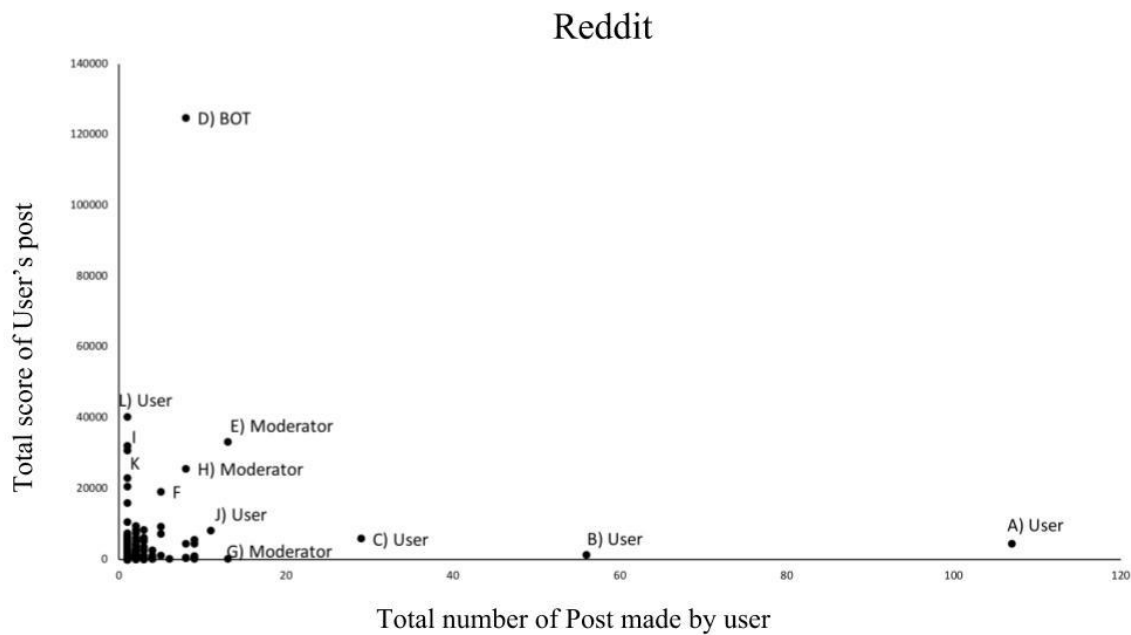 Reddit
140000
D) BOT
120000
100000
80000
60000
L) User
40000
E) Moderator
I
K
H) Moderator
20000
F
J) User
A) User
C) User
B) User
G) Moderator
0
0 20 40 60 80 100 120
Total score of User’s post
Total number of Post made by user